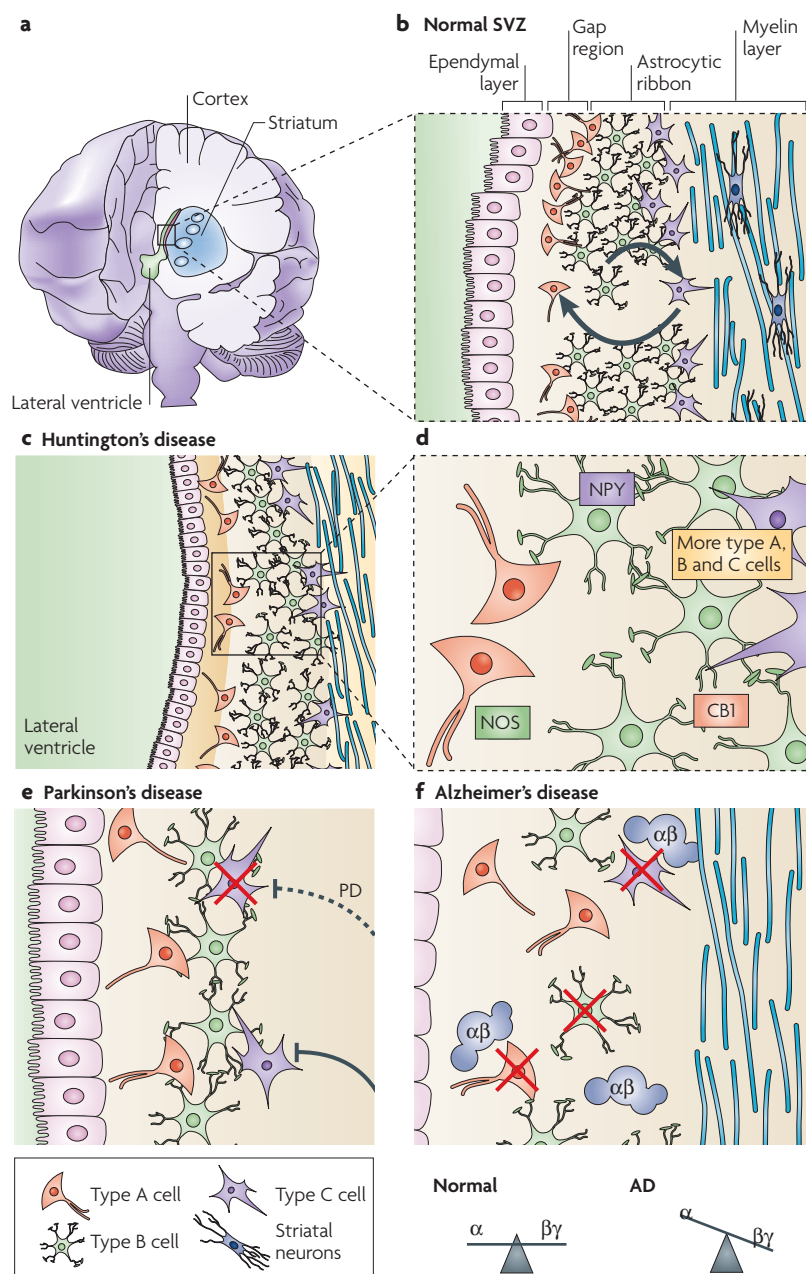 a
Cortex
Striatum
Lateral ventricle
b Normal SVZ
Ependymal
layer
Gap
region
Astrocytic
ribbon
Myelin
layer
c Huntington's disease
Lateral
ventricle
d
NPY
More type A,
B and C cells
NOS
CB1
e Parkinson's disease
PD
f Alzheimer's disease
αβ
αβ
αβ
Type A cell
Type C cell
Type B cell
Striatal
neurons
Normal
α βγ
AD
α βγ